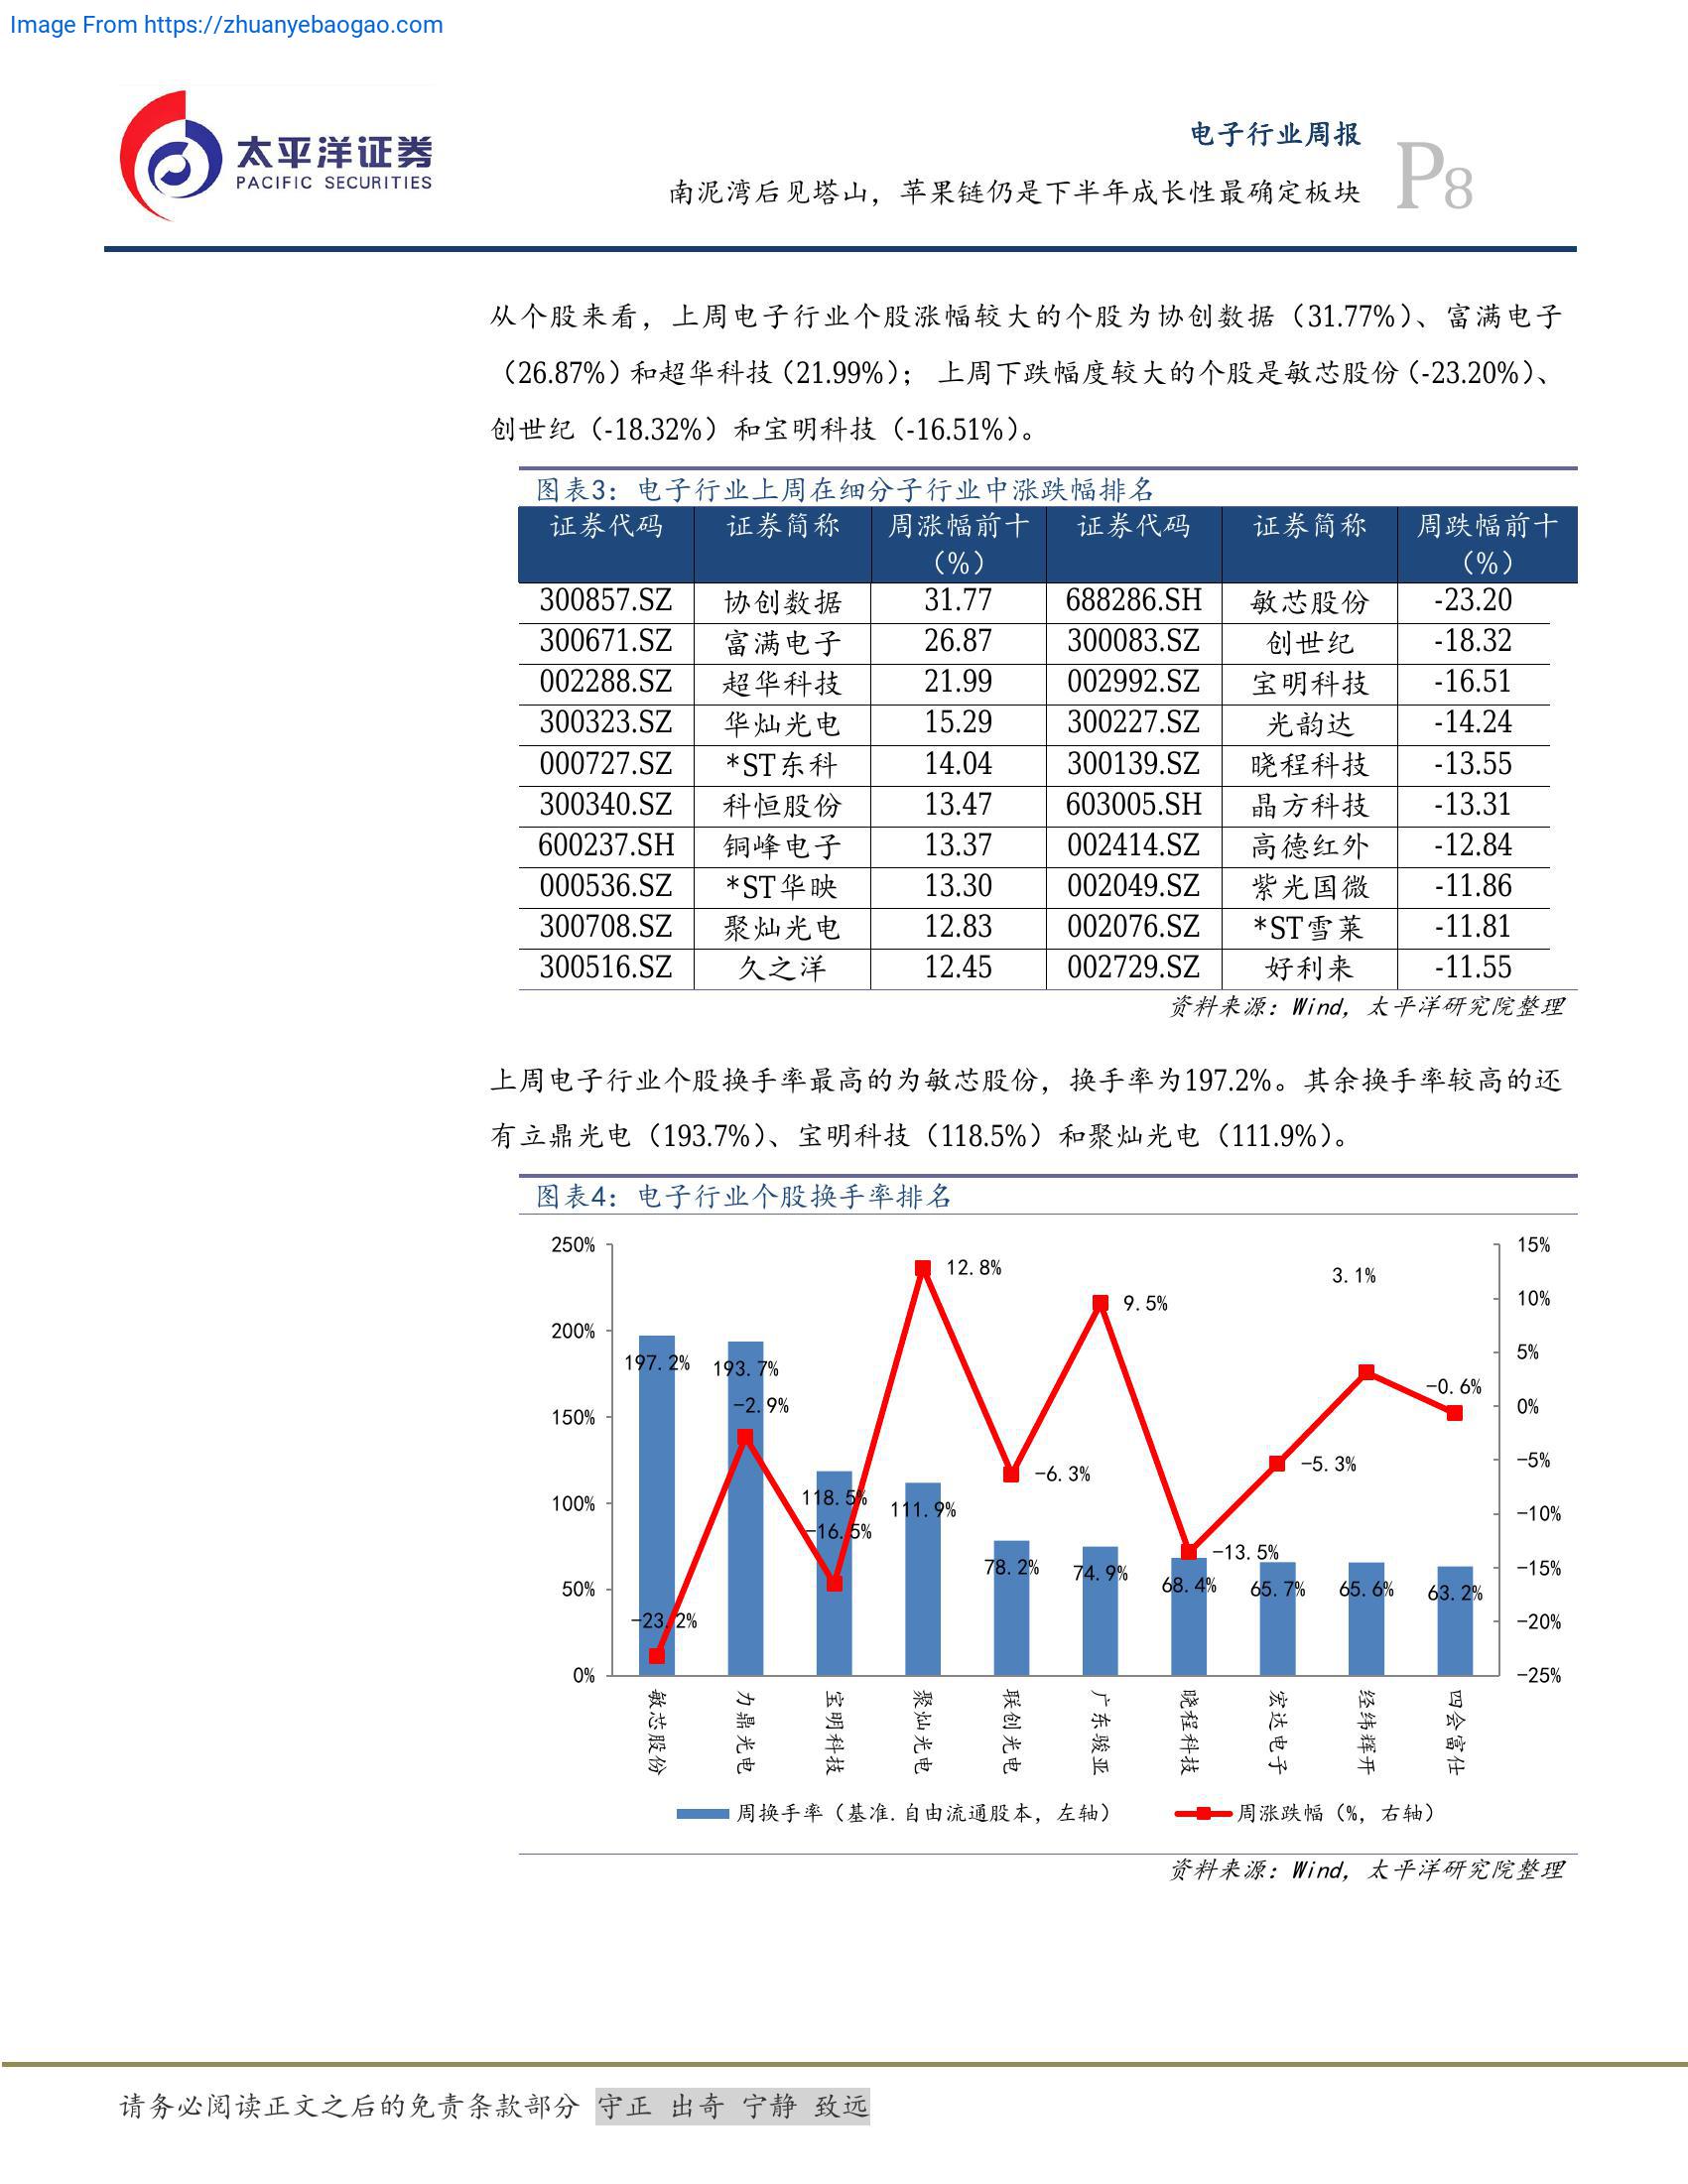 Image From https://zhuanyebaogao.com
太平洋证券
PACIFIC SECURITIES
电子行业周报
南泥湾后见塔山，苹果链仍是下半年成长性最确定板块
P8
从个股来看，上周电子行业个股涨幅较大的个股为协创数据（31.77%）、富满电子
（26.87%）和超华科技（21.99%）； 上周下跌幅度较大的个股是敏芯股份（-23.20%）、
创世纪（-18.32%）和宝明科技（-16.51%）。
图表3：电子行业上周在细分子行业中涨跌幅排名
证券代码 证券简称 周涨幅前十（%） 证券代码 证券简称 周跌幅前十（%）
300857.SZ 协创数据 31.77 688286.SH 敏芯股份 -23.20
300671.SZ 富满电子 26.87 300083.SZ 创世纪 -18.32
002288.SZ 超华科技 21.99 002992.SZ 宝明科技 -16.51
300323.SZ 华灿光电 15.29 300227.SZ 光韵达 -14.24
000727.SZ *ST东科 14.04 300139.SZ 晓程科技 -13.55
300340.SZ 科恒股份 13.47 603005.SH 晶方科技 -13.31
600237.SH 铜峰电子 13.37 002414.SZ 高德红外 -12.84
000536.SZ *ST华映 13.30 002049.SZ 紫光国微 -11.86
300708.SZ 聚灿光电 12.83 002076.SZ *ST雪莱 -11.81
300516.SZ 久之洋 12.45 002729.SZ 好利来 -11.55
资料来源：Wind，太平洋研究院整理
上周电子行业个股换手率最高的为敏芯股份，换手率为197.2%。其余换手率较高的还
有立鼎光电（193.7%）、宝明科技（118.5%）和聚灿光电（111.9%）。
图表4：电子行业个股换手率排名
250%
200%
150%
100%
50%
0%
15%
10%
5%
0%
-5%
-10%
-15%
-20%
-25%
197.2% 193.7% 118.5% 111.9% 78.2% 74.9% 68.4% 65.7% 65.6% 63.2%
-23.2% -2.9% -16.5% 12.8% -6.3% 9.5% -13.5% -5.3% 3.1% -0.6%
敏芯股份
力鼎光电
宝明科技
聚灿光电
联创光电
广东骏亚
晓程科技
宏达电子
经纬辉开
四会富仕
周换手率（基准.自由流通股本，左轴） 周涨跌幅（%，右轴）
资料来源：Wind，太平洋研究院整理
请务必阅读正文之后的免责条款部分 守正 出奇 宁静 致远